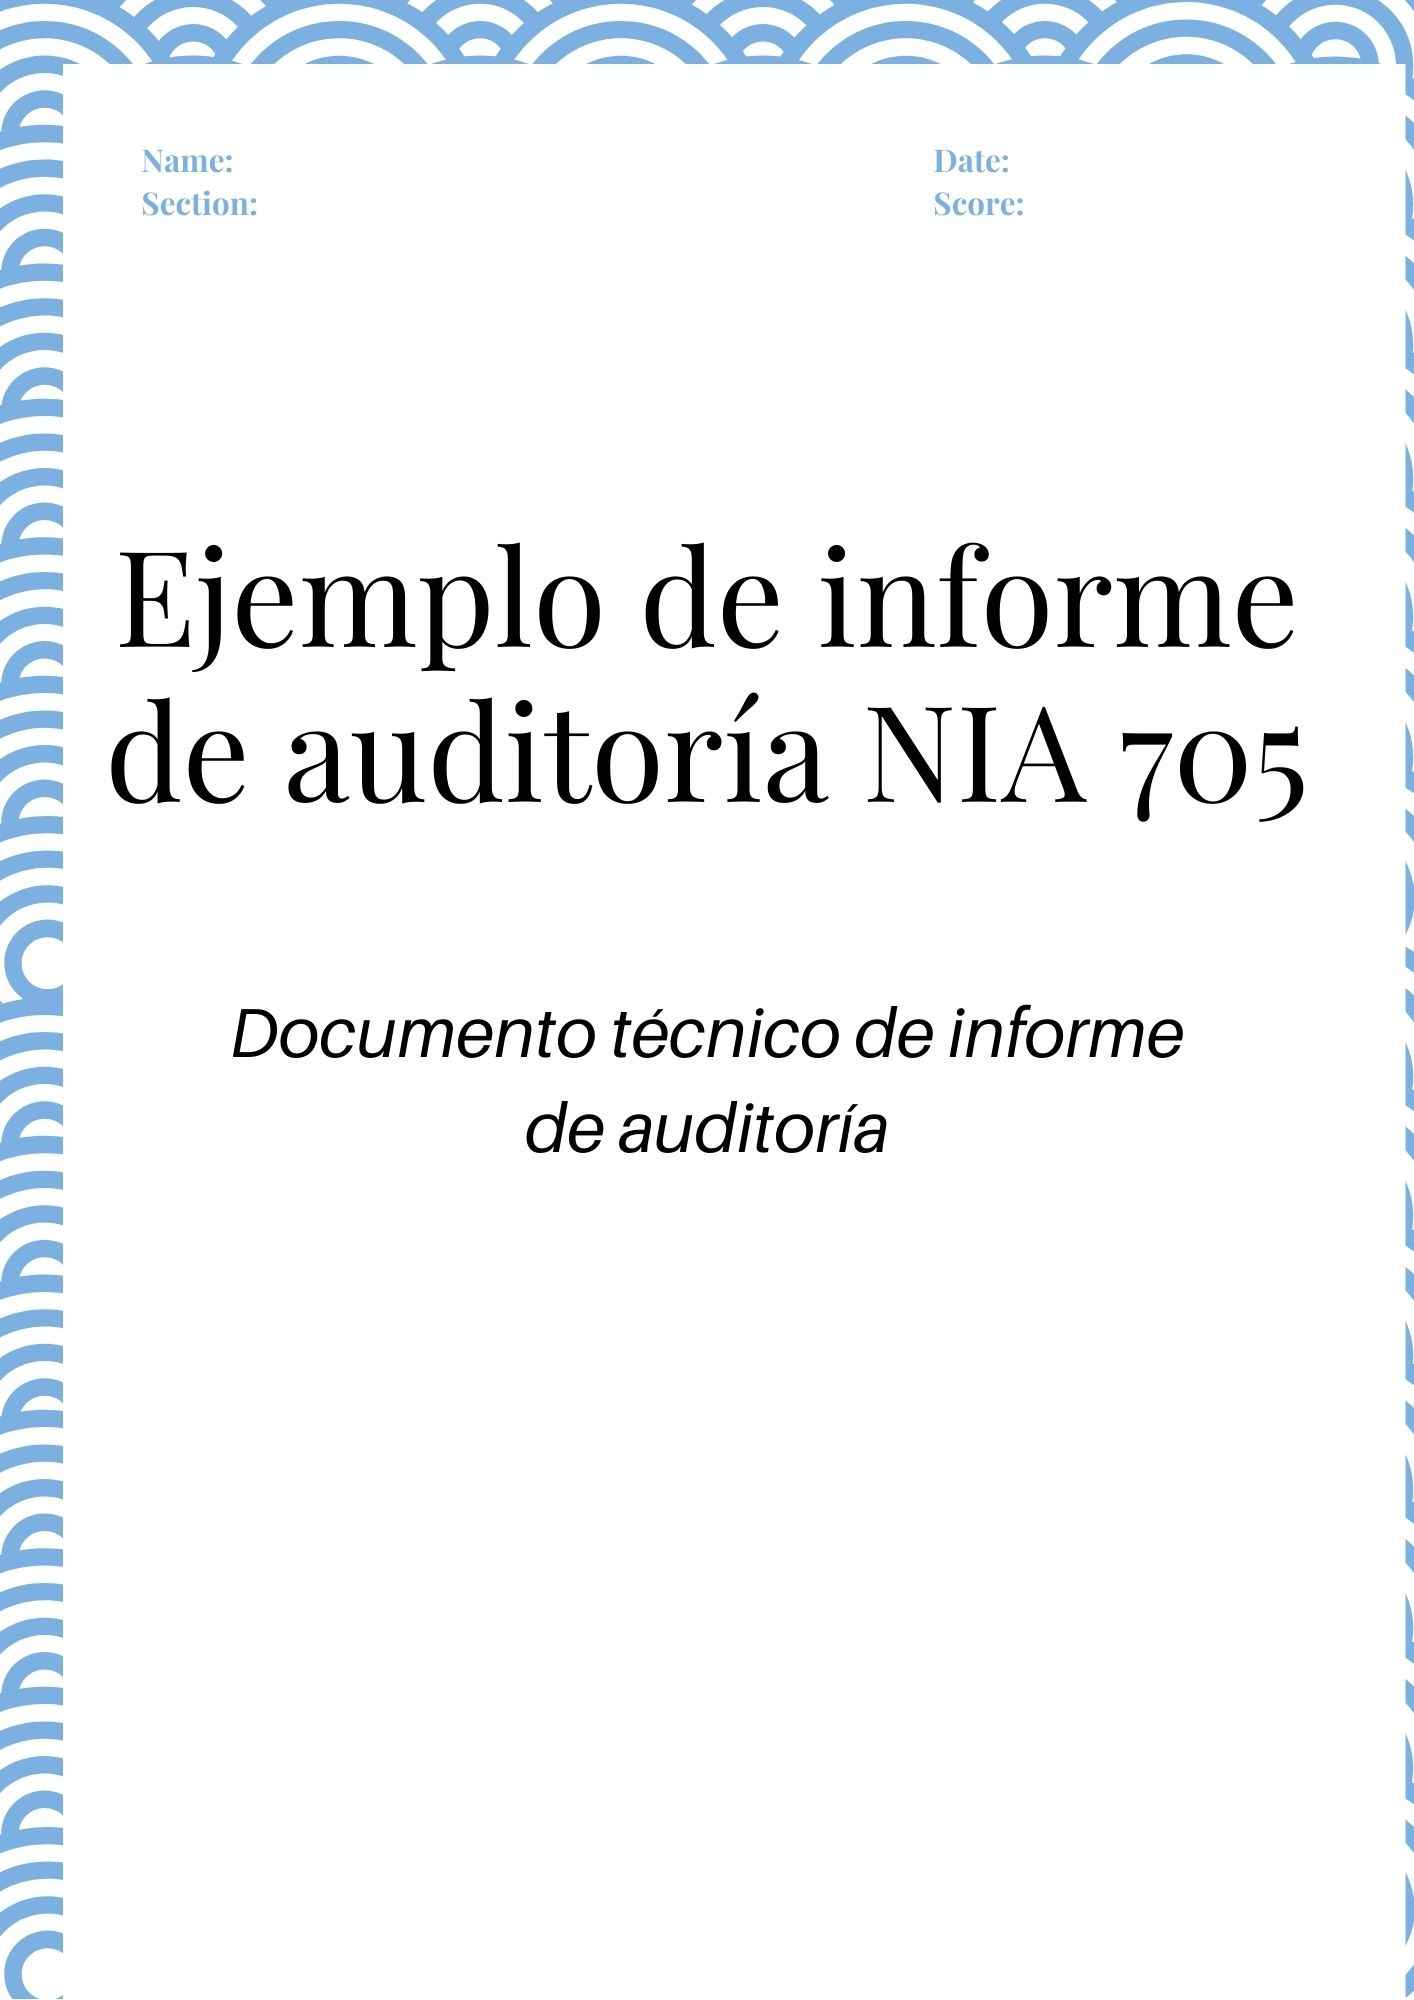 Name:
Date:
Section:
Score:
Ejemplo de informe
de auditoría NIA 705
Documento técnico de informe
de auditoría